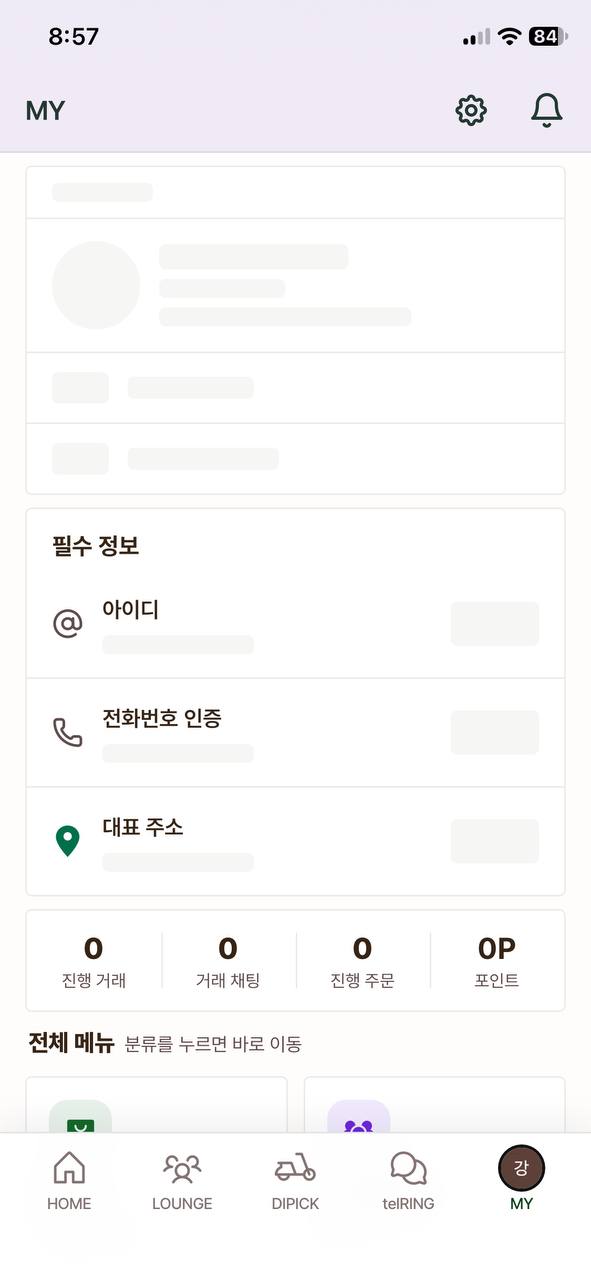 8:57
84
MY
필수 정보
아이디
전화번호 인증
대표 주소
0 0 0 0P
진행 거래 거래 채팅 진행 주문 포인트
전체 메뉴 분류를 누르면 바로 이동
강
HOME LOUNGE DIPICK telRING MY